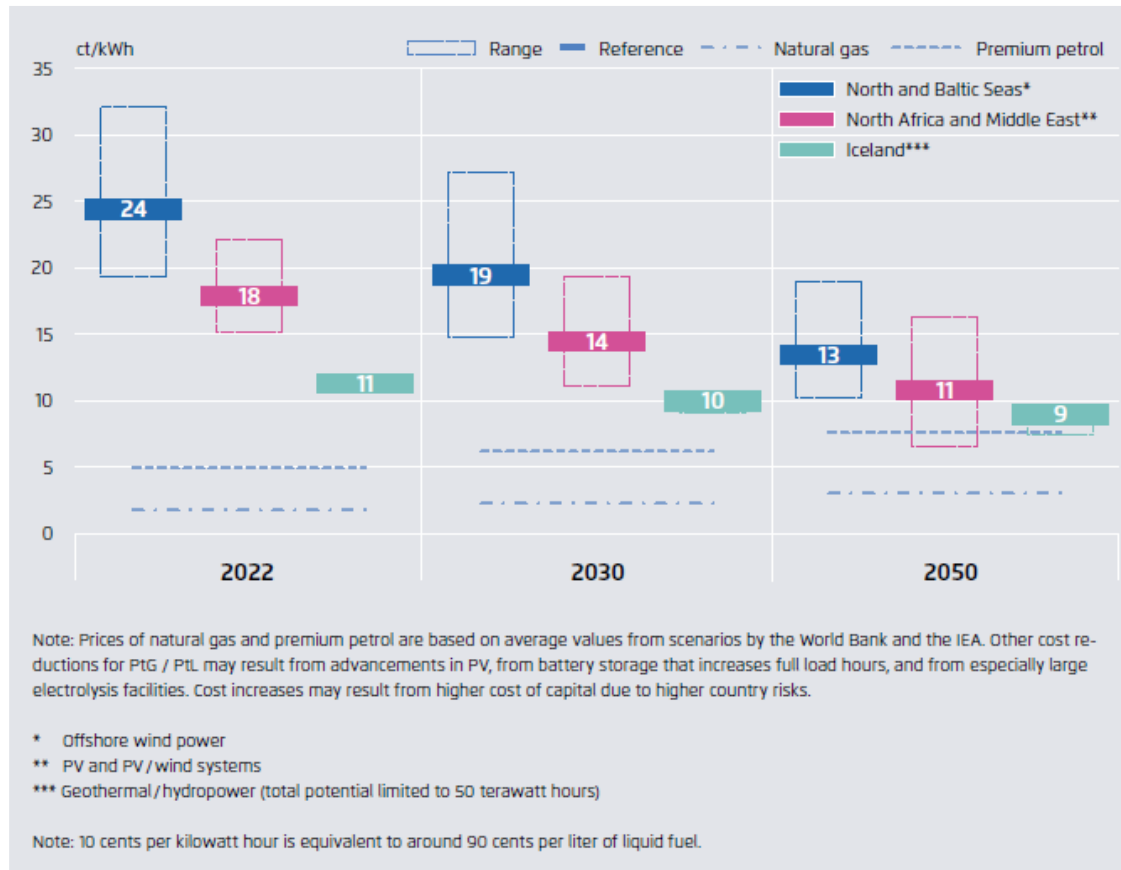 ct/kWh
Range
Reference
Natural gas
Premium petrol
North and Baltic Seas*
North Africa and Middle East**
Iceland***
35
30
25
20
15
10
5
0
24
18
11
19
14
10
13
11
9
2022
2030
2050
Note: Prices of natural gas and premium petrol are based on average values from scenarios by the World Bank and the IEA. Other cost re-
ductions for PtG / PtL may result from advancements in PV, from battery storage that increases full load hours, and from especially large
electrolysis facilities. Cost increases may result from higher cost of capital due to higher country risks.
* Offshore wind power
** PV and PV/wind systems
*** Geothermal/hydropower (total potential limited to 50 terawatt hours)
Note: 10 cents per kilowatt hour is equivalent to around 90 cents per liter of liquid fuel.